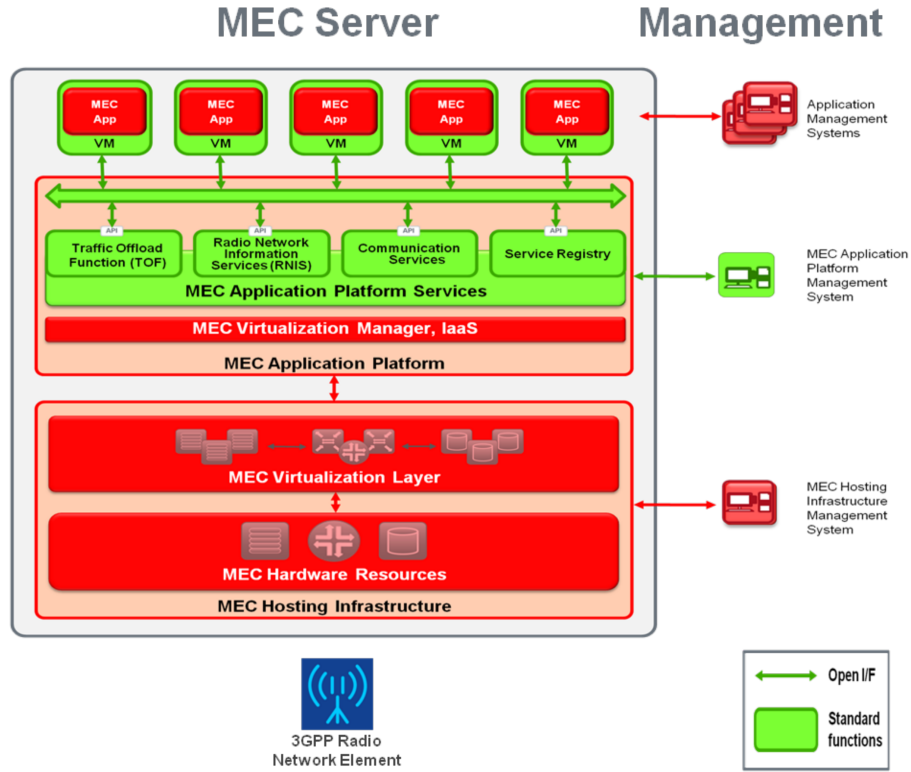 MEC Server
Management
MEC
App
VM
MEC
App
VM
MEC
App
VM
MEC
App
VM
MEC
App
VM
Application
Management
Systems
API
API
API
API
Traffic Offload
Function (TOF)
Radio Network
Information
Services (RNIS)
Communication
Services
Service Registry
MEC Application Platform Services
MEC Application
Platform
Management
System
MEC Virtualization Manager, IaaS
MEC Application Platform
MEC Virtualization Layer
MEC Hosting
Infrastructure
Management
System
MEC Hardware Resources
MEC Hosting Infrastructure
3GPP Radio
Network Element
Open I/F
Standard
functions